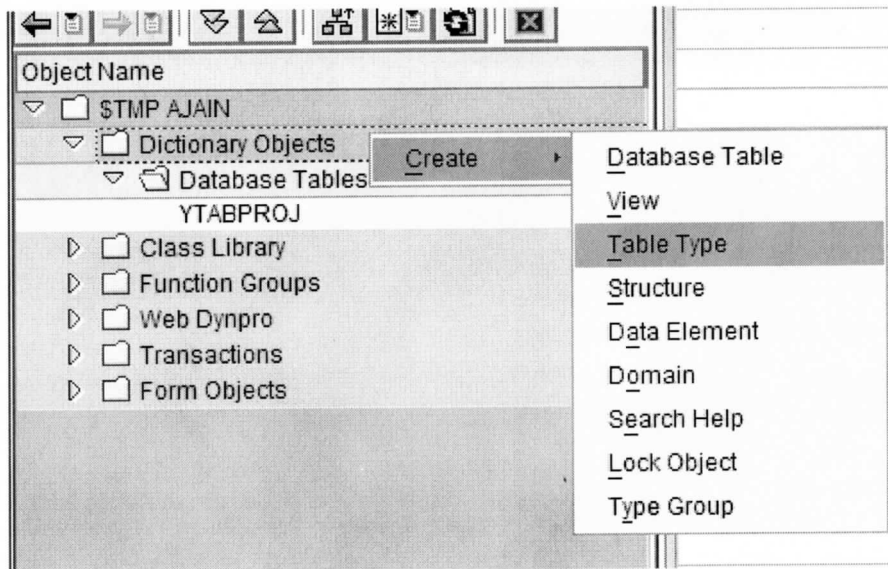 Object Name
$TMP AJAIN
Dictionary Objects
Database Tables
YTABPROJ
Class Library
Function Groups
Web Dynpro
Transactions
Form Objects
Create
Database Table
View
Table Type
Structure
Data Element
Domain
Search Help
Lock Object
Type Group